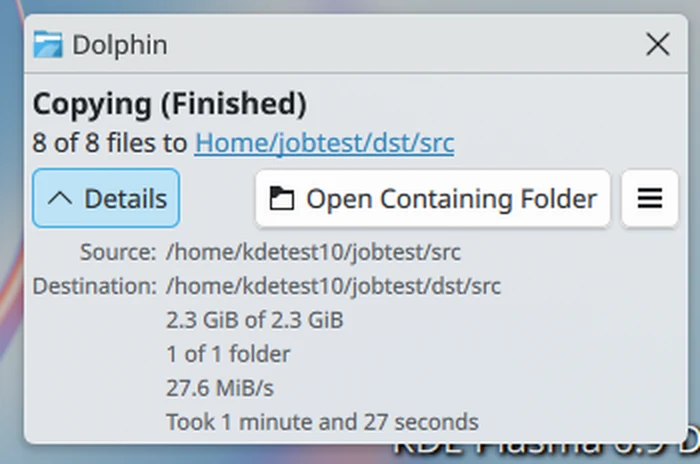 Dolphin
Copying (Finished)
8 of 8 files to Home/jobtest/dst/src
Details
Open Containing Folder
Source: /home/kdetest10/jobtest/src
Destination: /home/kdetest10/jobtest/dst/src
2.3 GiB of 2.3 GiB
1 of 1 folder
27.6 MiB/s
Took 1 minute and 27 seconds
KDE Plasma 6.9 D